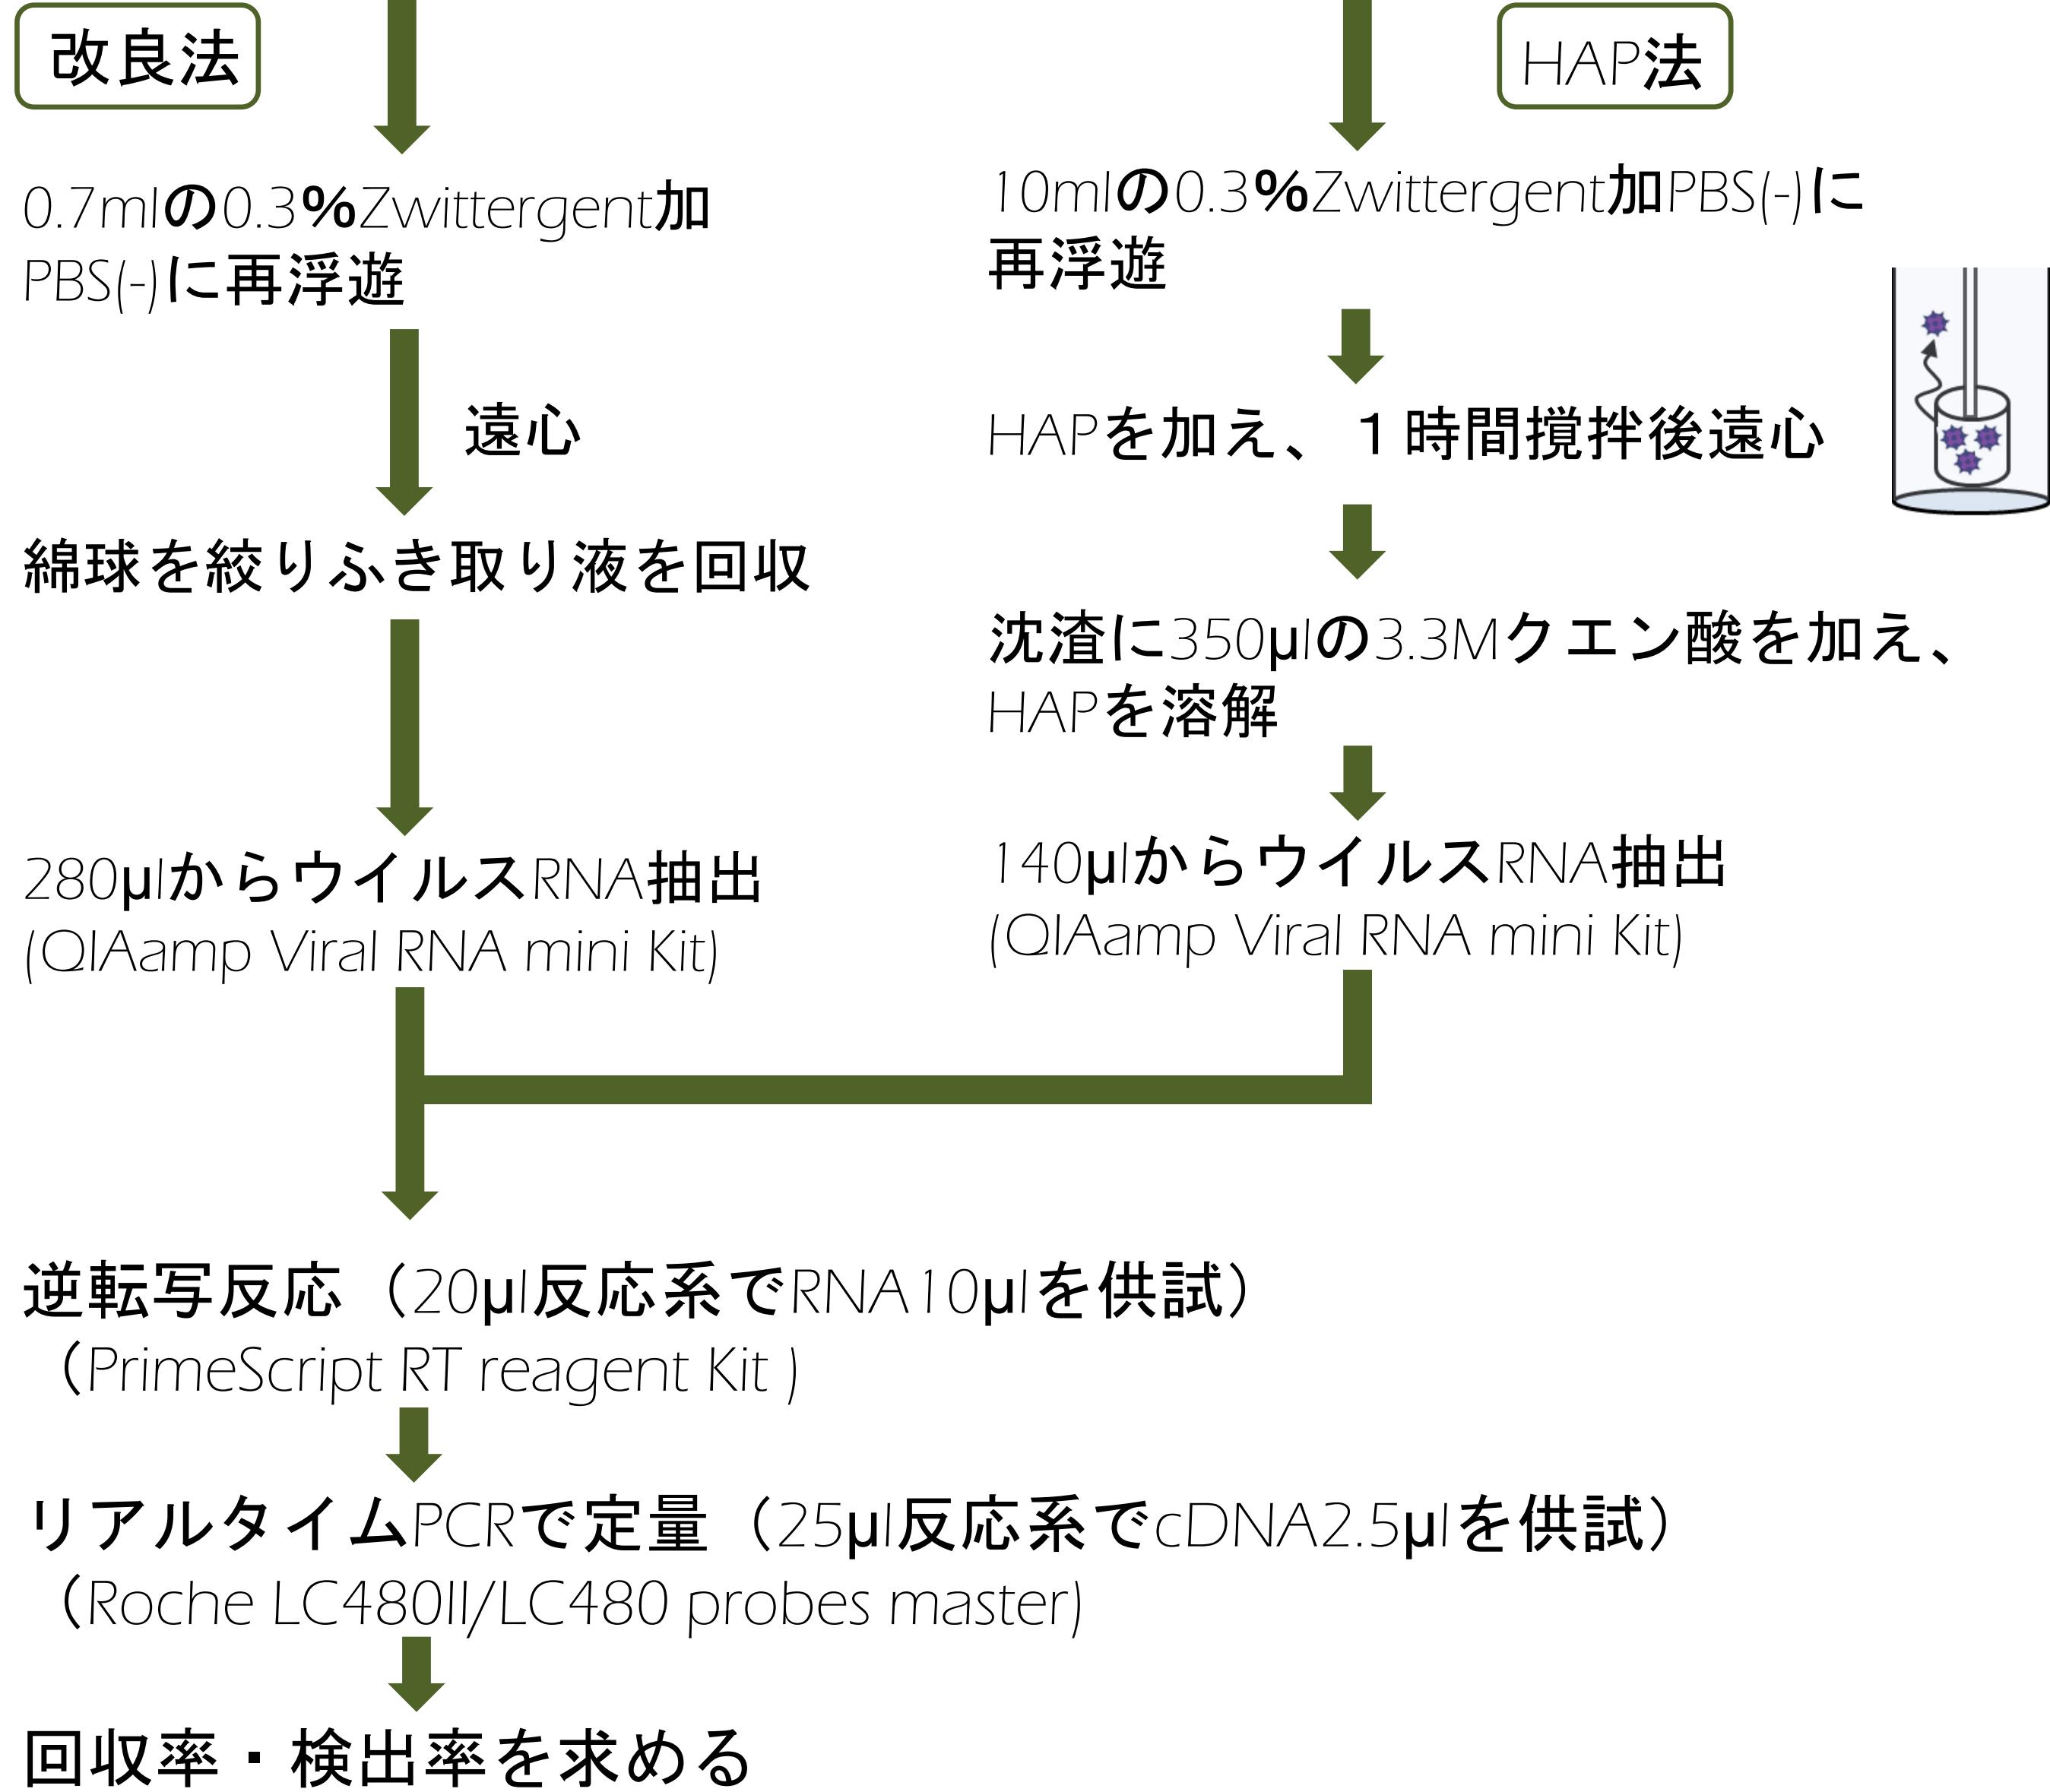 改良法
0.7mlの0.3%Zwittergent加
PBS(-)に再浮遊
遠心
綿球を絞りふき取り液を回収
280µlからウイルスRNA抽出
(QIAamp Viral RNA mini Kit)
HAP法
10mlの0.3%Zwittergent加PBS(-)に
再浮遊
HAPを加え、１時間撹拌後遠心
沈査に350µlの3.3Mクエン酸を加え、
HAPを溶解
140µlからウイルスRNA抽出
(QIAamp Viral RNA mini Kit)
逆転写反応（20µl反応系でRNA10µlを供試）
（PrimeScript RT reagent Kit )
リアルタイムPCRで定量（25µl反応系でcDNA2.5µlを供試）
（Roche LC480II/LC480 probes master)
回収率・検出率を求める